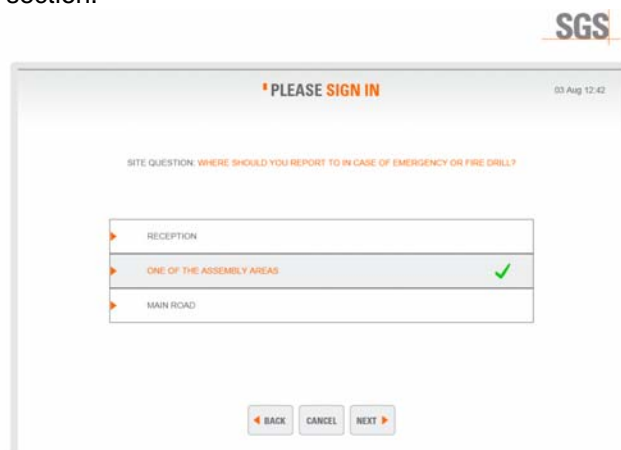 section.
SGS
PLEASE SIGN IN
03 Aug 12:42
SITE QUESTION: WHERE SHOULD YOU REPORT TO IN CASE OF EMERGENCY OR FIRE DRILL?
RECEPTION
ONE OF THE ASSEMBLY AREAS
MAIN ROAD
BACK CANCEL NEXT